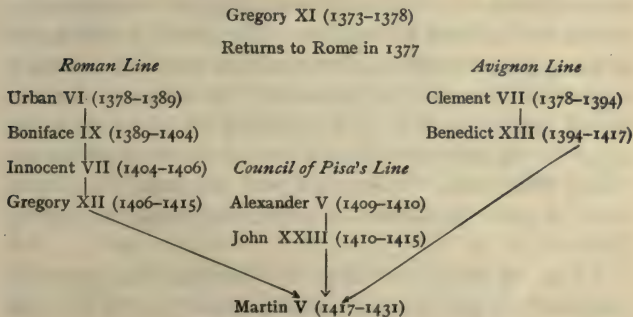 Gregory XI (1373–1378)
Returns to Rome in 1377
Roman Line
Avignon Line
Urban VI (1378–1389)
Clement VII (1378–1394)
Boniface IX (1389–1404)
Benedict XIII (1394–1417)
Innocent VII (1404–1406)
Council of Pisa's Line
Gregory XII (1406–1415)
Alexander V (1409–1410)
John XXIII (1410–1415)
Martin V (1417–1431)